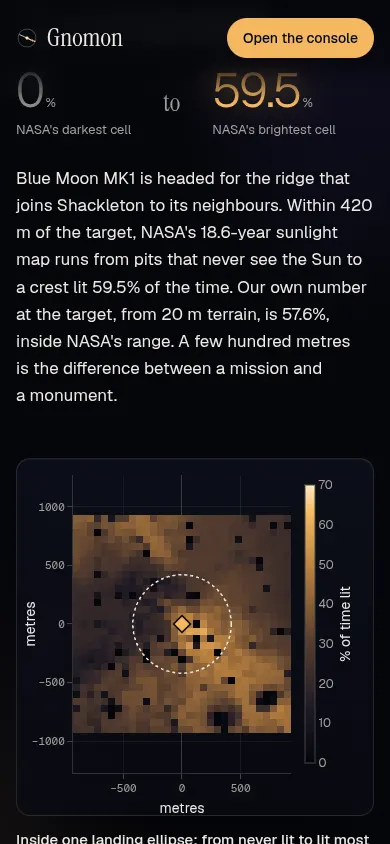 Gnomon
Open the console
0%
to
59.5%
NASA's darkest cell
NASA's brightest cell
Blue Moon MK1 is headed for the ridge that
joins Shackleton to its neighbours. Within 420
m of the target, NASA's 18.6-year sunlight
map runs from pits that never see the Sun to
a crest lit 59.5% of the time. Our own number
at the target, from 20 m terrain, is 57.6%,
inside NASA's range. A few hundred metres
is the difference between a mission and
a monument.
70
1000
60
500
50
metres
0
40
% of time lit
30
−500
20
10
−1000
0
−500
0
500
metres
Inside one landing ellipse: from never lit to lit most